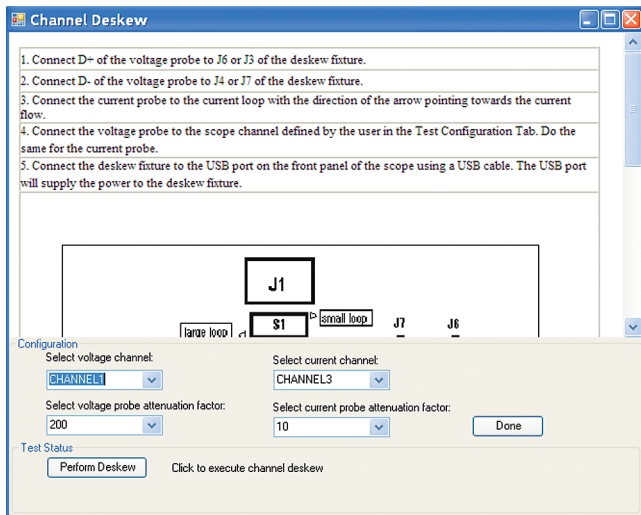 Channel Deskew
1. Connect D+ of the voltage probe to J6 or J3 of the deskew fixture.
2. Connect D- of the voltage probe to J4 or J7 of the deskew fixture.
3. Connect the current probe to the current loop with the direction of the arrow pointing towards the current
flow.
4. Connect the voltage probe to the scope channel defined by the user in the Test Configuration Tab. Do the
same for the current probe.
5. Connect the deskew fixture to the USB port on the front panel of the scope using a USB cable. The USB port
will supply the power to the deskew fixture.
J1
large loop S1 small loop J7 J6
Configuration
Select voltage channel: Select current channel:
CHANNEL1 CHANNEL3
Select voltage probe attenuation factor: Select current probe attenuation factor:
200 10 Done
Test Status
Perform Deskew Click to execute channel deskew